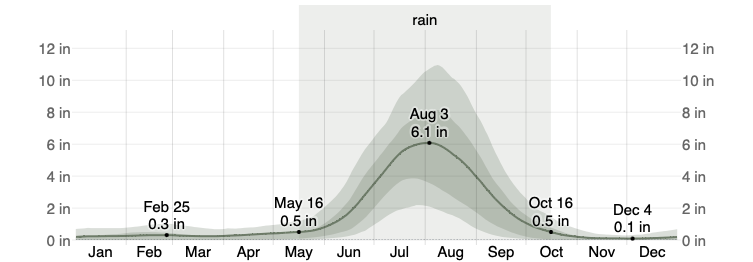 rain
12 in
12 in
10 in
10 in
8 in
8 in
Aug 3
6.1 in
6 in
6 in
4 in
4 in
Feb 25
0.3 in
May 16
0.5 in
Oct 16
0.5 in
Dec 4
0.1 in
2 in
2 in
0 in
0 in
Jan Feb Mar Apr May Jun Jul Aug Sep Oct Nov Dec